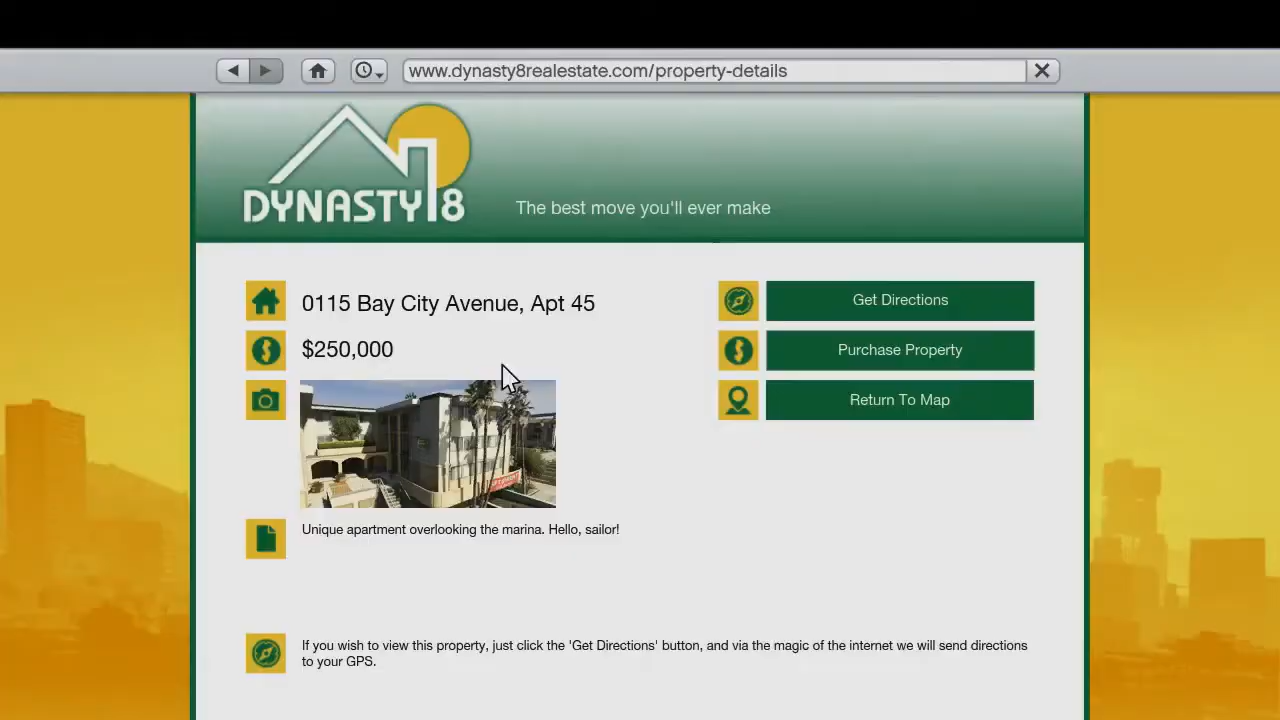 www.dynasty8realestate.com/property-details
DYNASTY 8
The best move you'll ever make
0115 Bay City Avenue, Apt 45
$250,000
Get Directions
Purchase Property
Return To Map
Unique apartment overlooking the marina. Hello, sailor!
If you wish to view this property, just click the 'Get Directions' button, and via the magic of the internet we will send directions
to your GPS.